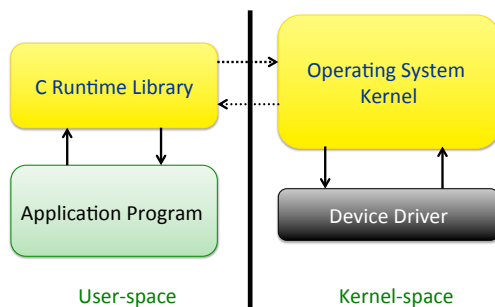 C Runtime Library
Operating System
Kernel
Application Program
Device Driver
User-space
Kernel-space